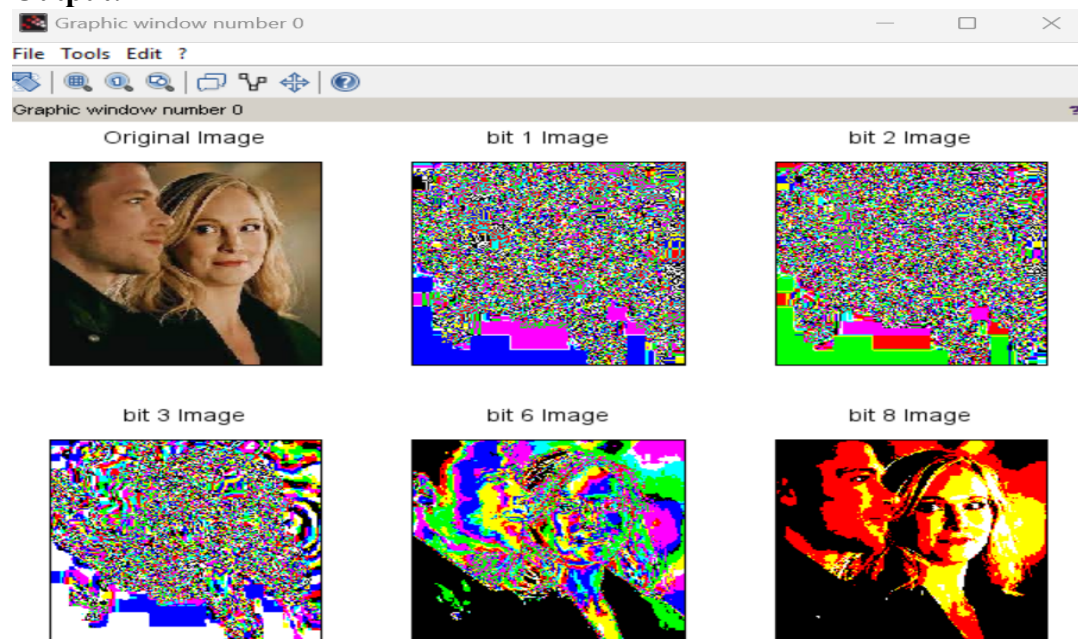 Graphic window number 0
File Tools Edit ?
Graphic window number 0
Original Image
bit 1 Image
bit 2 Image
bit 3 Image
bit 6 Image
bit 8 Image